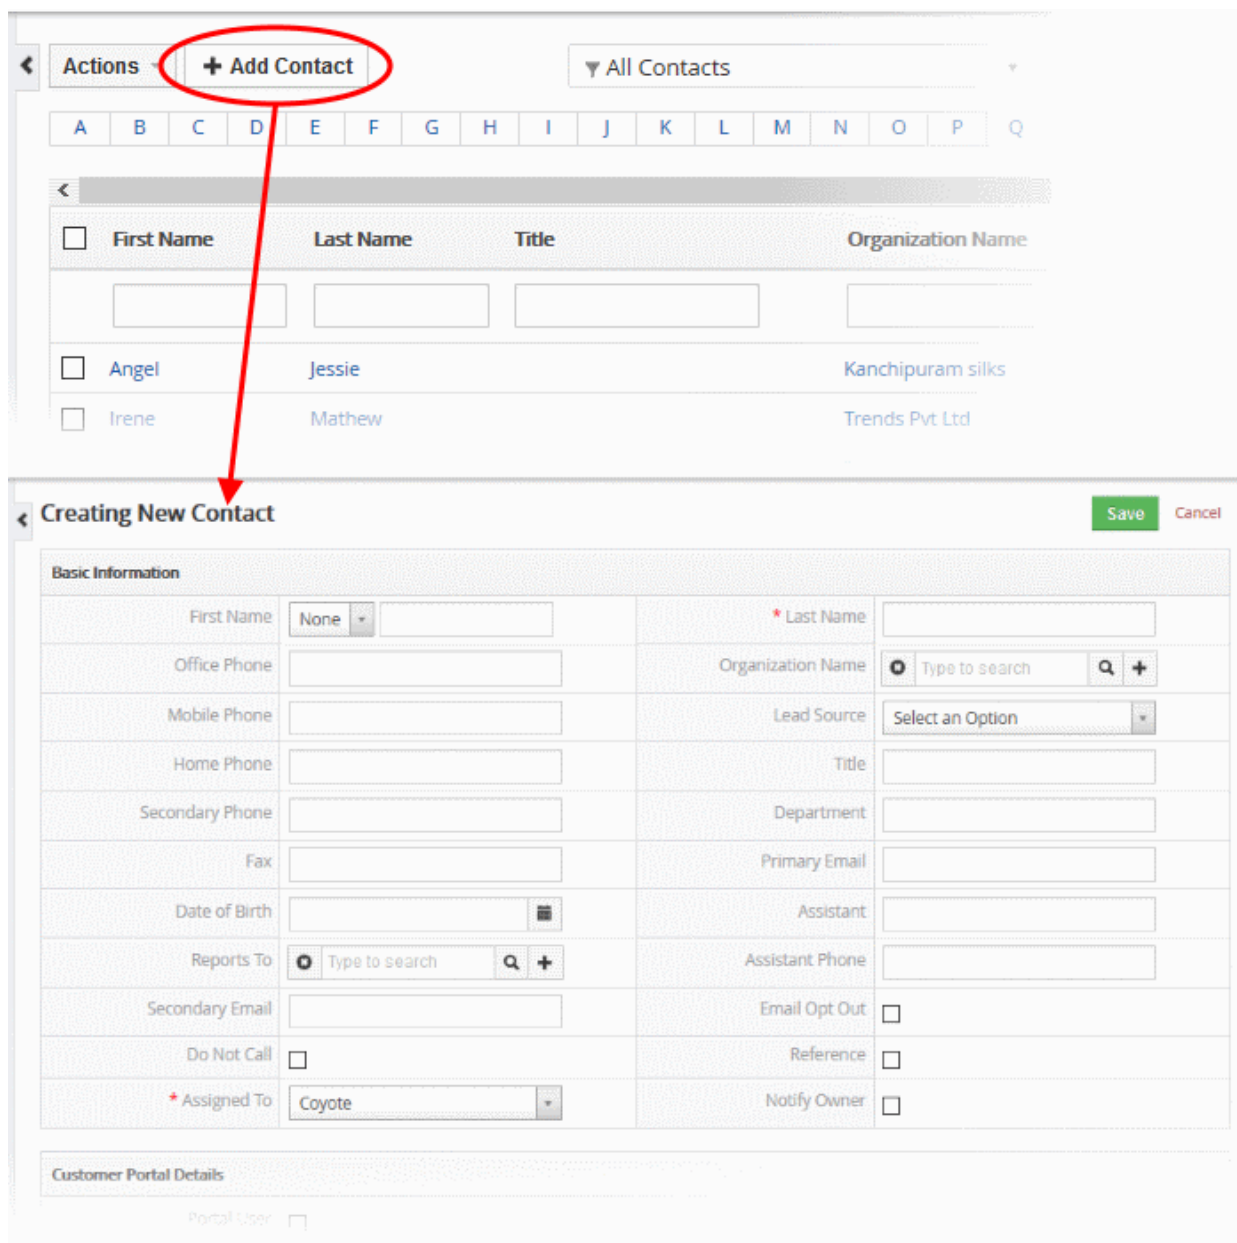 Actions + Add Contact All Contacts
A B C D E F G H I J K L M N O P Q
First Name Last Name Title Organization Name
Angel Jessie Kanchipuram silks
Irene Mathew Trends Pvt Ltd
Creating New Contact Save Cancel
Basic Information
First Name None * Last Name
Office Phone Organization Name Type to search
Mobile Phone Lead Source Select an Option
Home Phone Title
Secondary Phone Department
Fax Primary Email
Date of Birth Assistant
Reports To Type to search Assistant Phone
Secondary Email Email Opt Out
Do Not Call Reference
* Assigned To Coyote Notify Owner
Customer Portal Details
Portal User